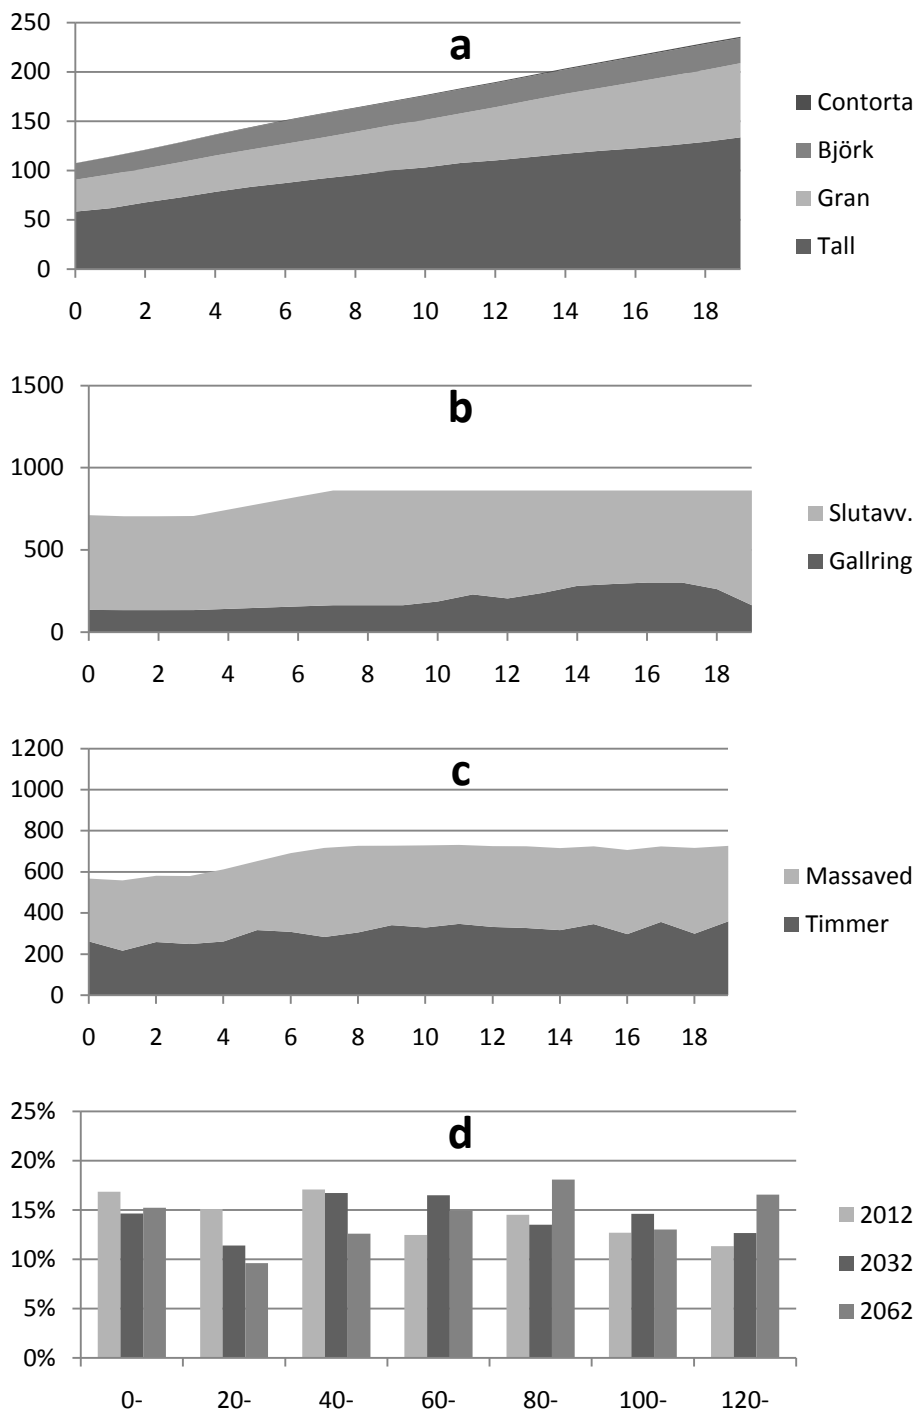 a
250
200
150
100
50
0
0 2 4 6 8 10 12 14 16 18
Contorta
Björk
Gran
Tall
b
1500
1000
500
0
0 2 4 6 8 10 12 14 16 18
Slutavv.
Gallring
c
1200
1000
800
600
400
200
0
0 2 4 6 8 10 12 14 16 18
Massaved
Timmer
d
25%
20%
15%
10%
5%
0%
0- 20- 40- 60- 80- 100- 120-
2012
2032
2062